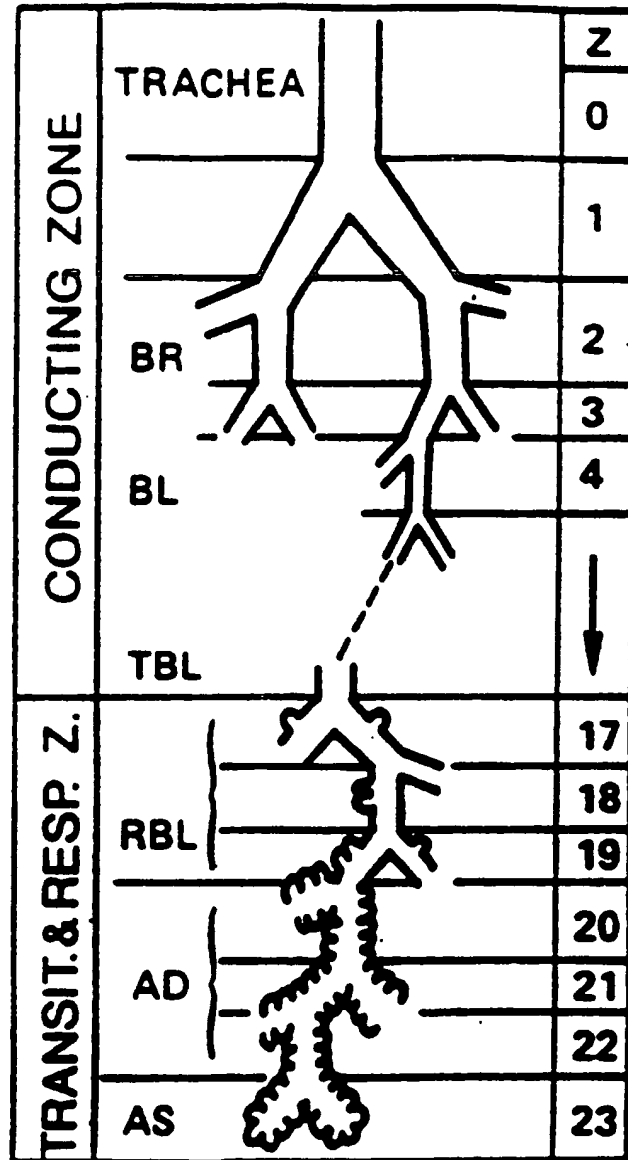 Z
TRACHEA
0
1
BR
2
3
BL
4
TBL
CONDUCTING ZONE
17
18
RBL
19
20
AD
21
22
AS
23
TRANSIT.& RESP. Z.